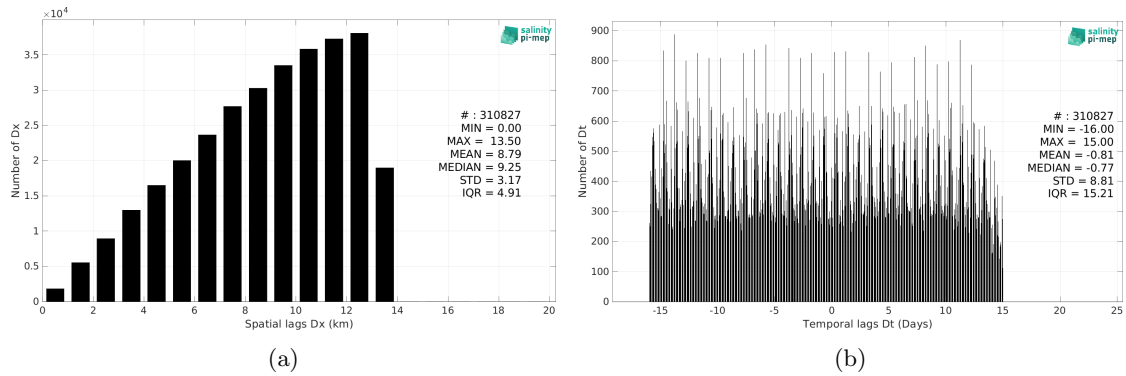 ×10⁴
3.5
3
2.5
2
1.5
1
0.5
0
0 2 4 6 8 10 12 14 16 18 20
Number of Dx
Spatial lags Dx (km)
salinity
pi-mep
# : 310827
MIN = 0.00
MAX = 13.50
MEAN = 8.79
MEDIAN = 9.25
STD = 3.17
IQR = 4.91
(a)
900
800
700
600
500
400
300
200
100
0
-15 -10 -5 0 5 10 15 20 25
Number of Dt
Temporal lags Dt (Days)
salinity
pi-mep
# : 310827
MIN = -16.00
MAX = 15.00
MEAN = -0.81
MEDIAN = -0.77
STD = 8.81
IQR = 15.21
(b)